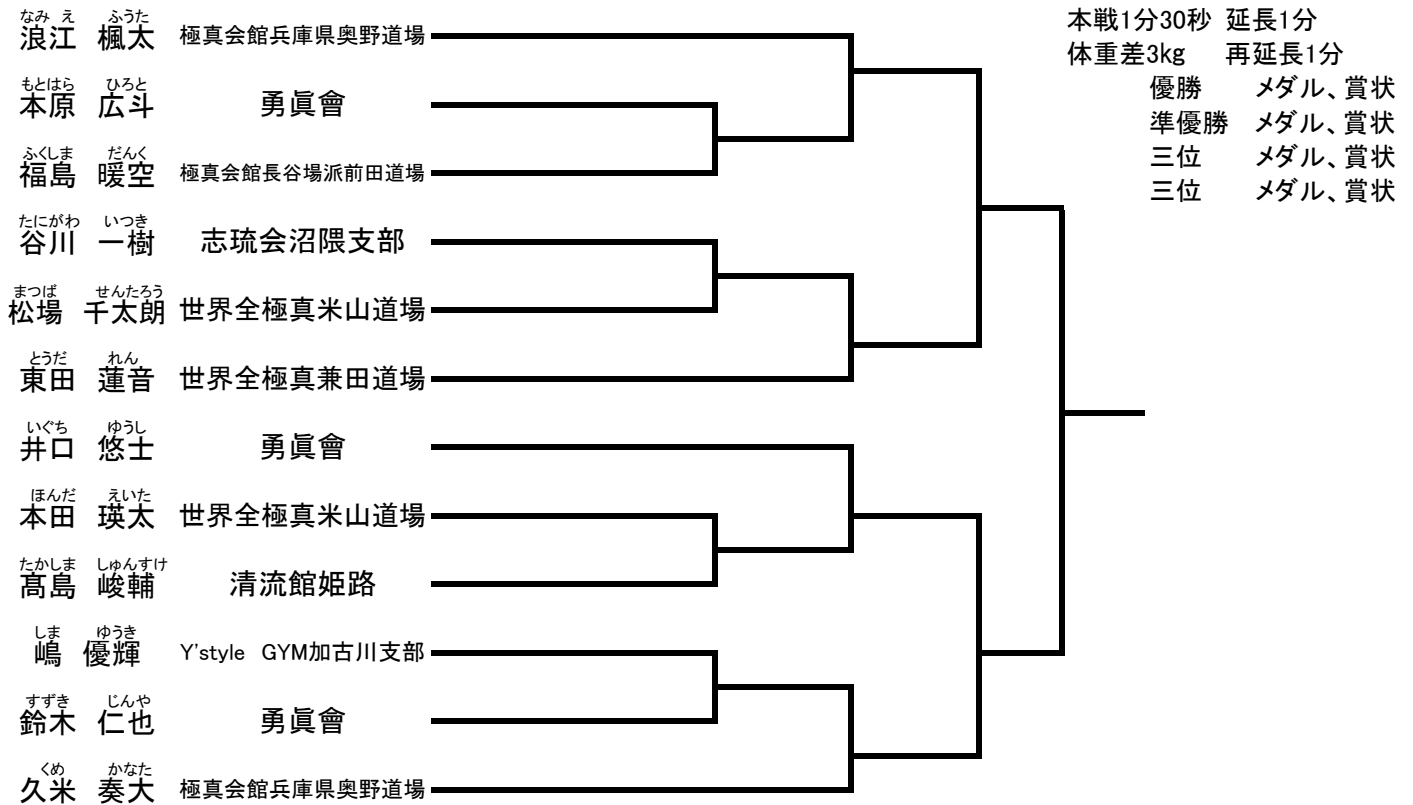 なみ え ふうた
浪江 楓太 極真会館兵庫県奥野道場
もとはら ひろと
本原 広斗 勇眞會
ふくしま だんく
福島 暖空 極真会館長谷場派前田道場
たにがわ いつき
谷川 一樹 志琉会沼隈支部
まつば せんたろう
松場 千太朗 世界全極真米山道場
とうだ れん
東田 蓮音 世界全極真兼田道場
いぐち ゆうし
井口 悠士 勇眞會
ほんだ えいた
本田 瑛太 世界全極真米山道場
たかしま しゅんすけ
髙島 峻輔 清流館姫路
しま ゆうき
嶋 優輝 Y'style GYM加古川支部
すずき じんや
鈴木 仁也 勇眞會
くめ かなた
久米 奏大 極真会館兵庫県奥野道場
本戦1分30秒 延長1分
体重差3kg 再延長1分
優勝 メダル、賞状
準優勝 メダル、賞状
三位 メダル、賞状
三位 メダル、賞状